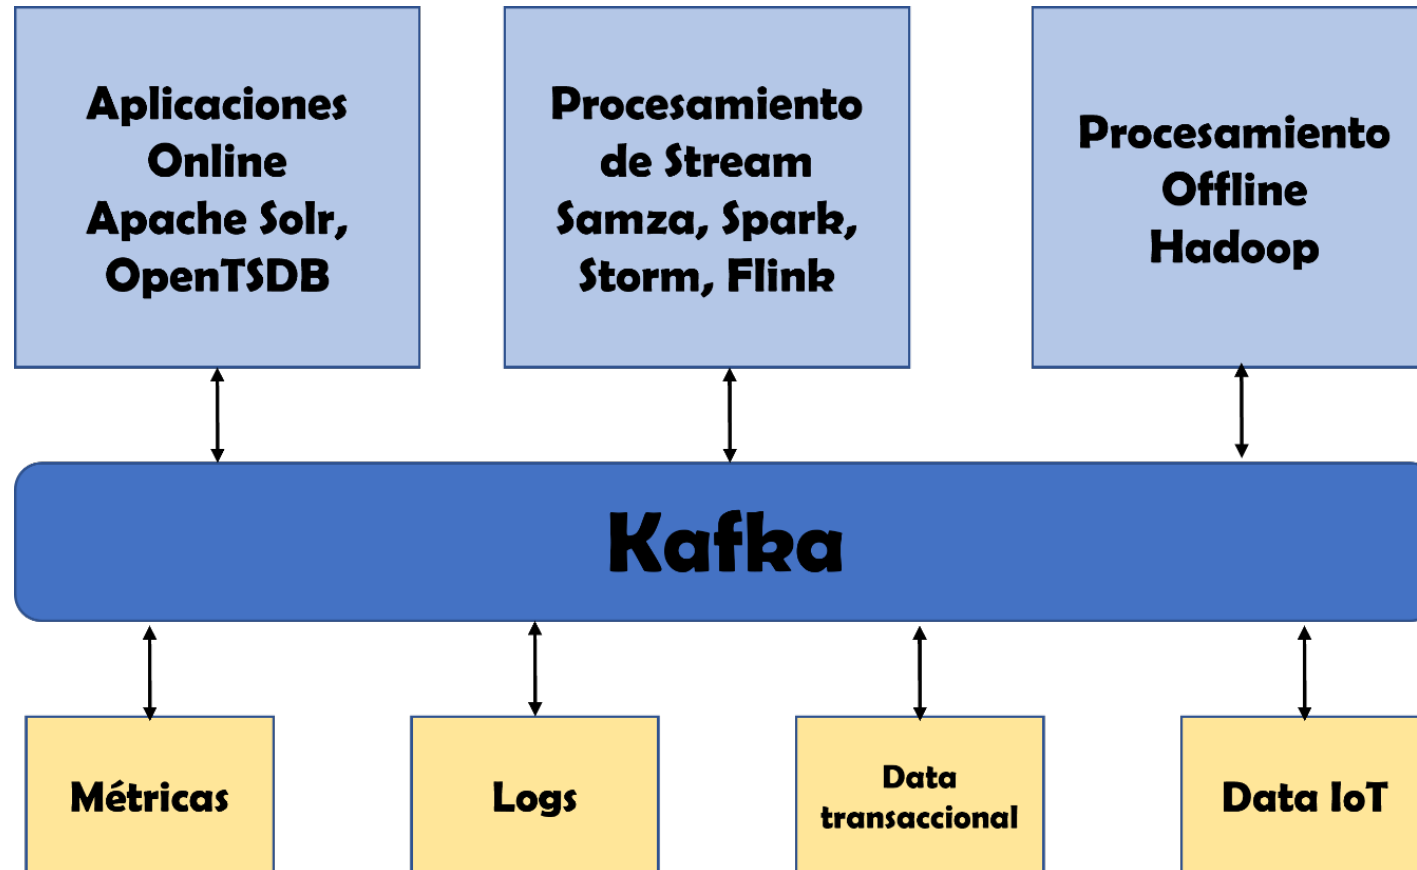 Aplicaciones
Online
Apache Solr,
OpenTSDB
Procesamiento
de Stream
Samza, Spark,
Storm, Flink
Procesamiento
Offline
Hadoop
Kafka
Métricas
Logs
Data
transaccional
Data IoT